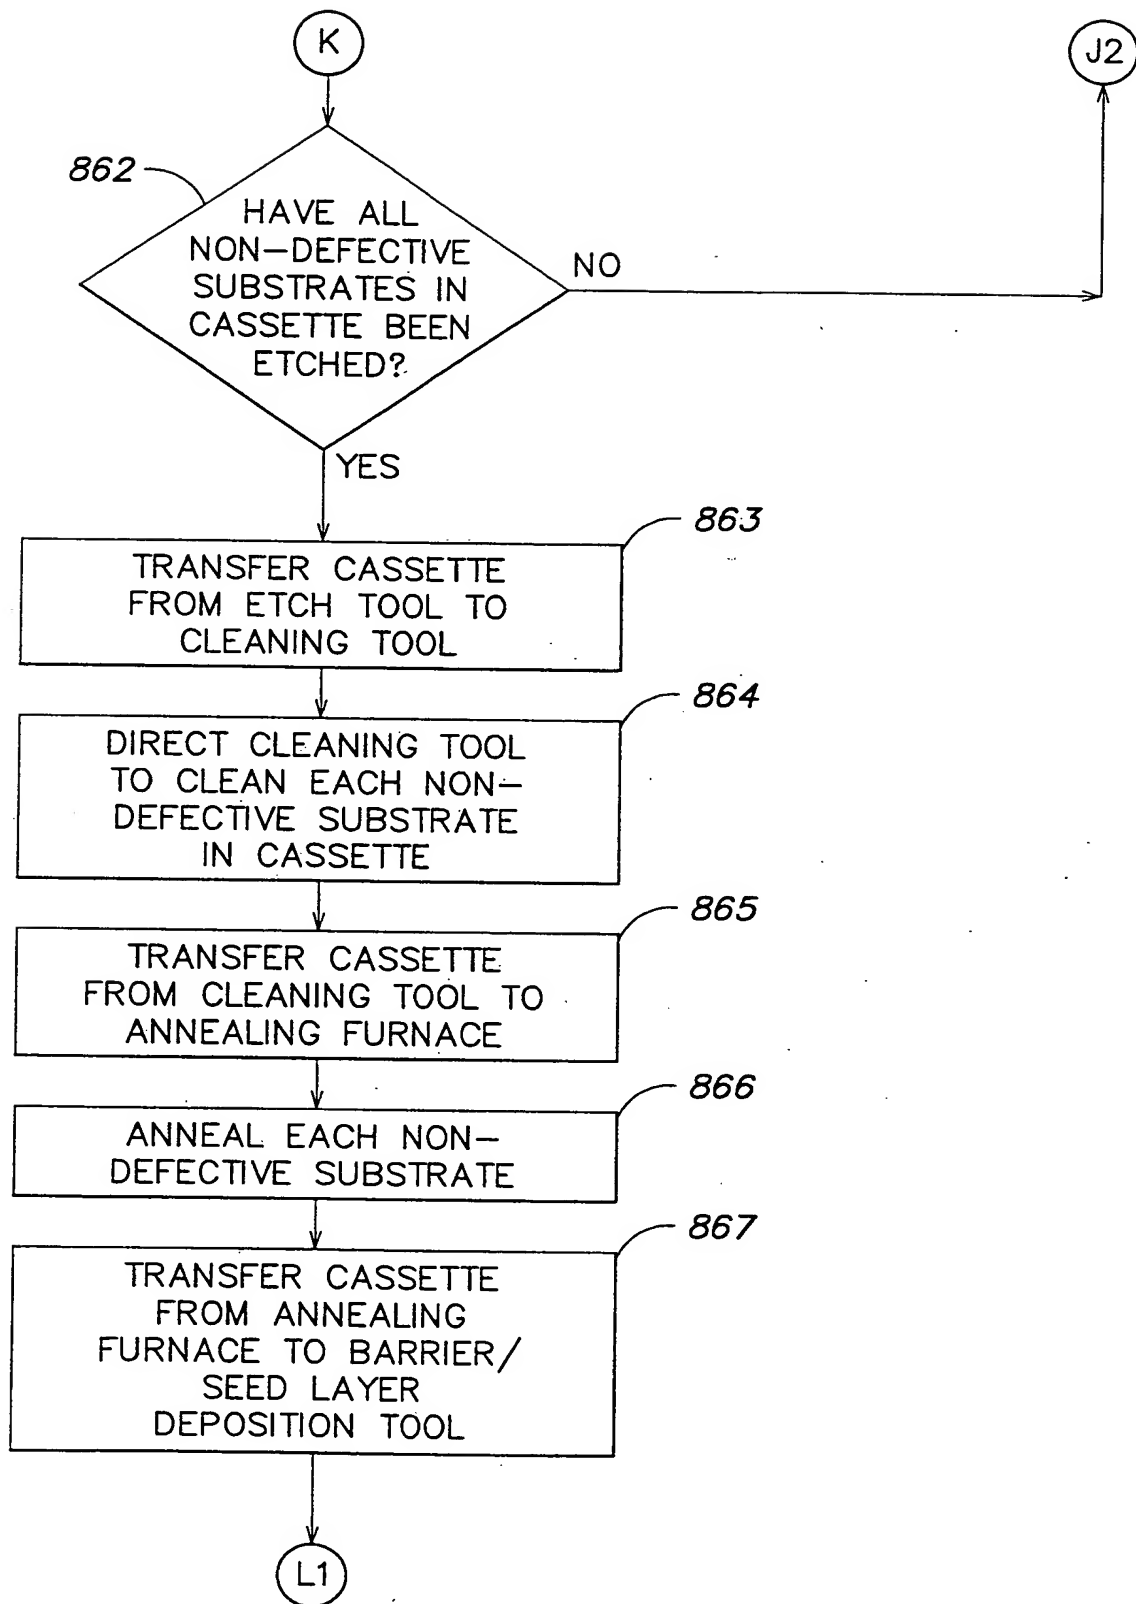 K
J2
862
HAVE ALL
NON-DEFECTIVE
SUBSTRATES IN
CASSETTE BEEN
ETCHED?
NO
YES
863
TRANSFER CASSETTE
FROM ETCH TOOL TO
CLEANING TOOL
864
DIRECT CLEANING TOOL
TO CLEAN EACH NON-
DEFECTIVE SUBSTRATE
IN CASSETTE
865
TRANSFER CASSETTE
FROM CLEANING TOOL TO
ANNEALING FURNACE
866
ANNEAL EACH NON-
DEFECTIVE SUBSTRATE
867
TRANSFER CASSETTE
FROM ANNEALING
FURNACE TO BARRIER/
SEED LAYER
DEPOSITION TOOL
L1